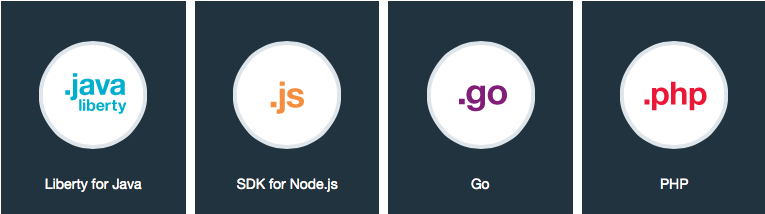 .java
liberty
Liberty for Java
.js
SDK for Node.js
.go
Go
.php
PHP